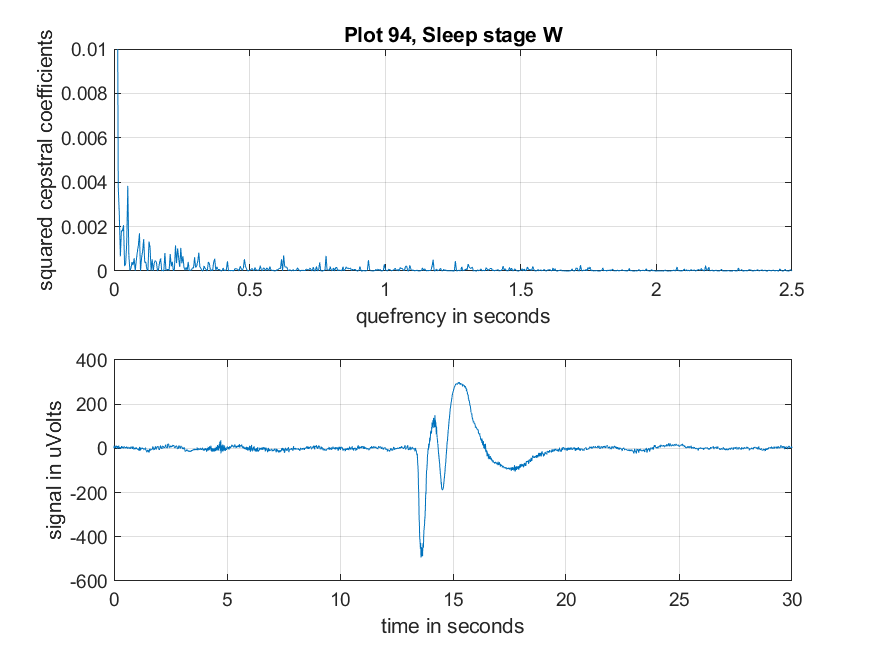 Plot 94, Sleep stage W
squared cepstral coefficients
0.01
0.008
0.006
0.004
0.002
0
0 0.5 1 1.5 2 2.5
quefrency in seconds
signal in uVolts
400
200
0
-200
-400
-600
0 5 10 15 20 25 30
time in seconds